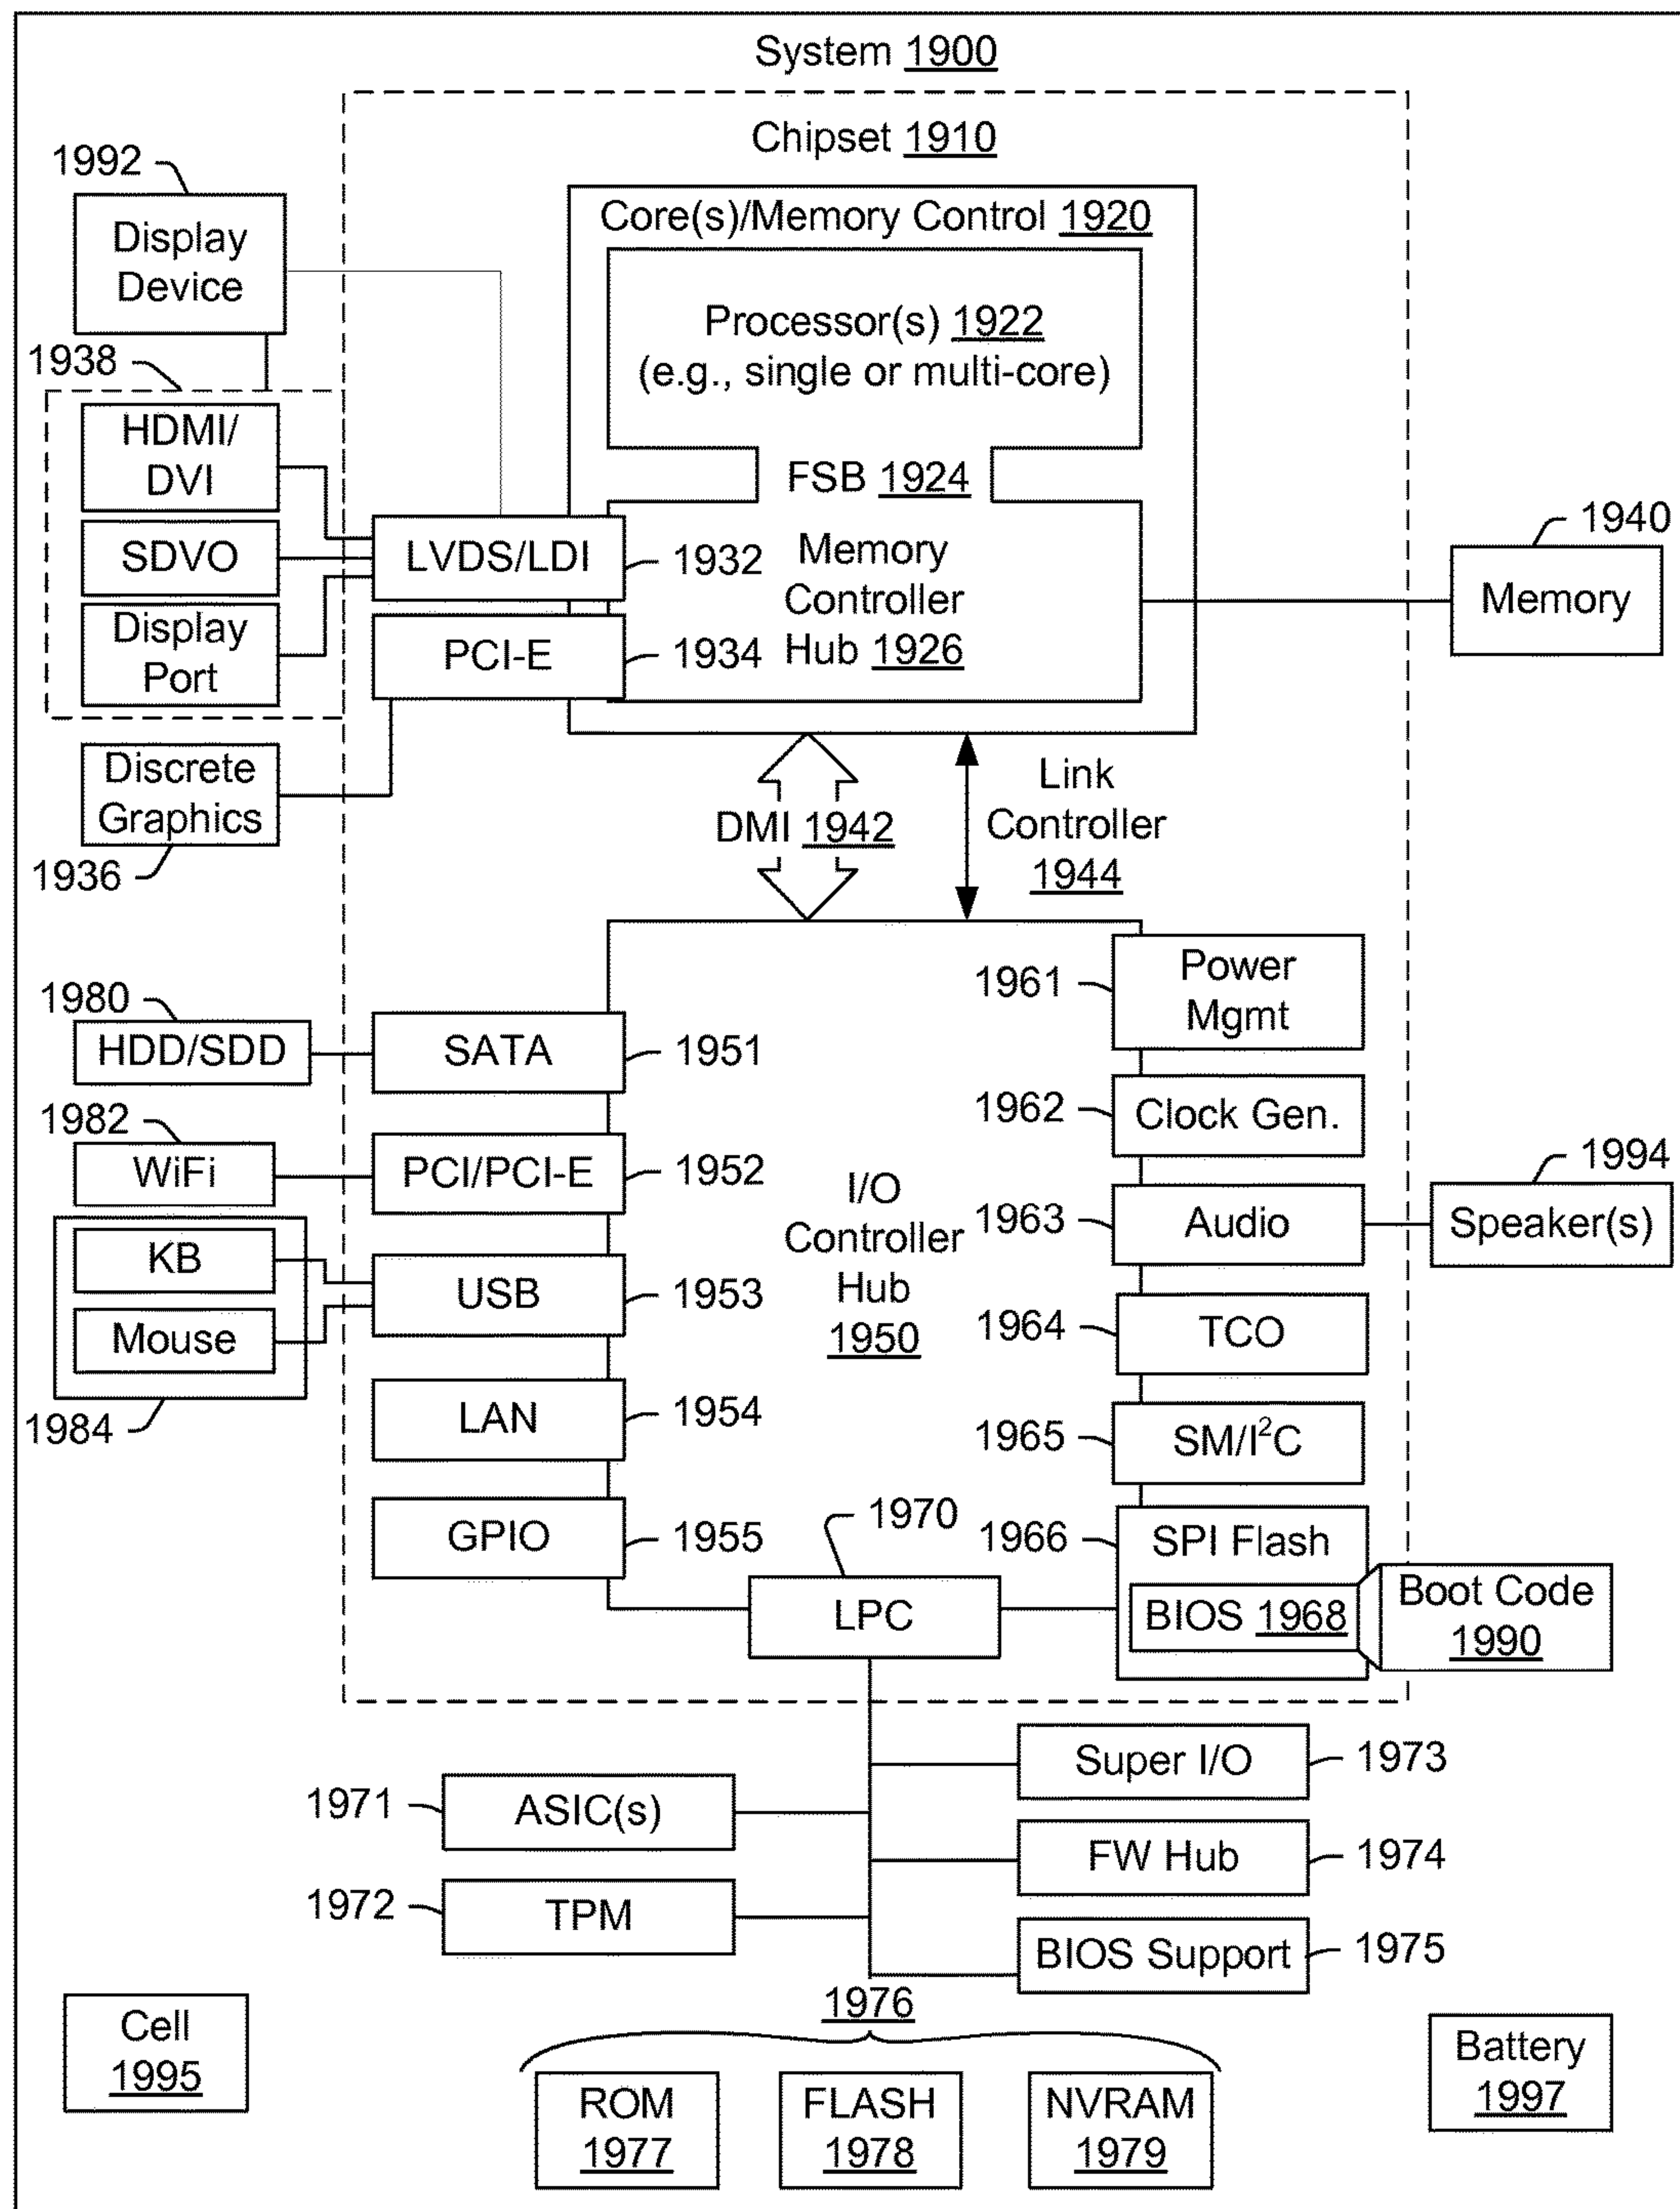 System 1900
Chipset 1910
1992
Display
Device
Core(s)/Memory Control 1920
Processor(s) 1922
(e.g., single or multi-core)
FSB 1924
Memory
Controller
Hub 1926
1938
HDMI/
DVI
SDVO
Display
Port
LVDS/LDI
1932
PCI-E
1934
1940
Memory
Discrete
Graphics
1936
DMI 1942
Link
Controller
1944
1980
HDD/SDD
SATA
1951
1982
WiFi
PCI/PCI-E
1952
KB
Mouse
1984
USB
1953
LAN
1954
GPIO
1955
I/O
Controller
Hub
1950
1961
Power
Mgmt
1962
Clock Gen.
1963
Audio
1994
Speaker(s)
1964
TCO
1965
SM/I²C
1966
SPI Flash
BIOS 1968
Boot Code
1990
1970
LPC
1971
ASIC(s)
1972
TPM
Super I/O
1973
FW Hub
1974
BIOS Support
1975
1976
ROM
1977
FLASH
1978
NVRAM
1979
Cell
1995
Battery
1997